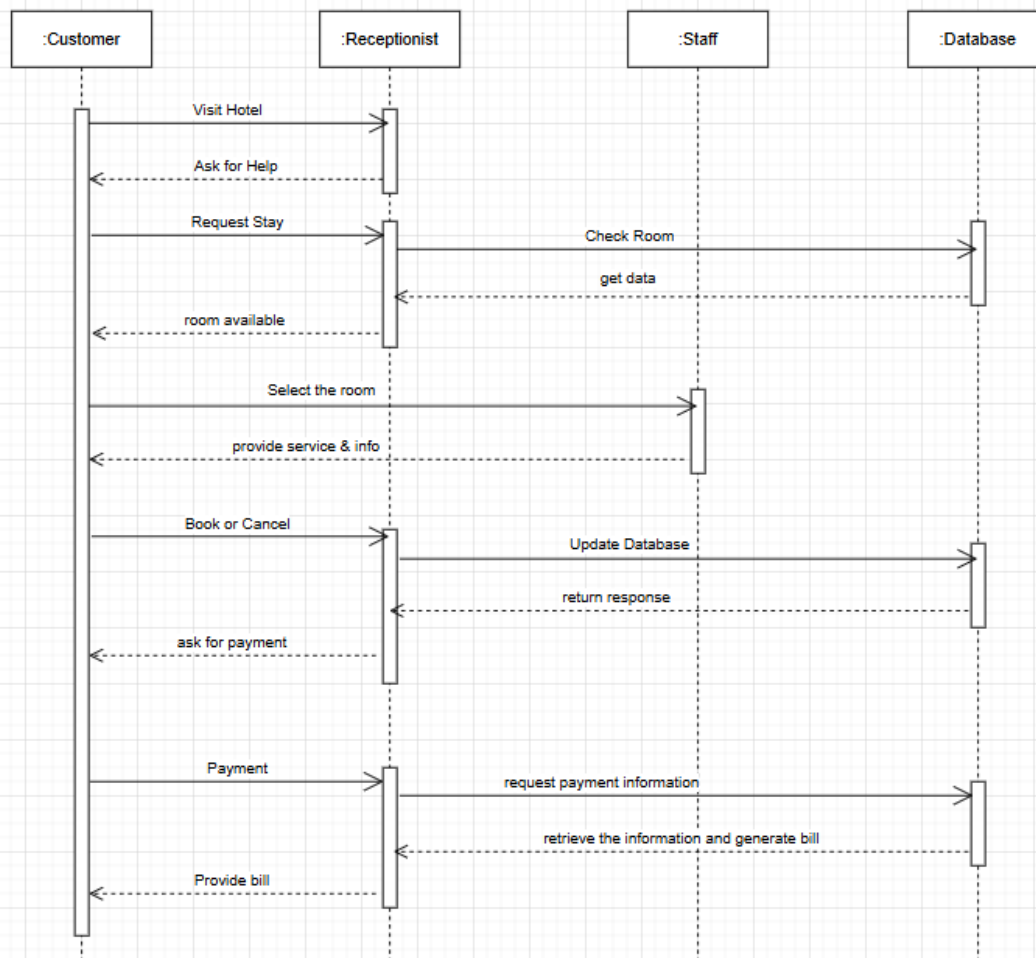 :Customer
:Receptionist
:Staff
:Database
Visit Hotel
Ask for Help
Request Stay
Check Room
get data
room available
Select the room
provide service & info
Book or Cancel
Update Database
return response
ask for payment
Payment
request payment information
retrieve the information and generate bill
Provide bill